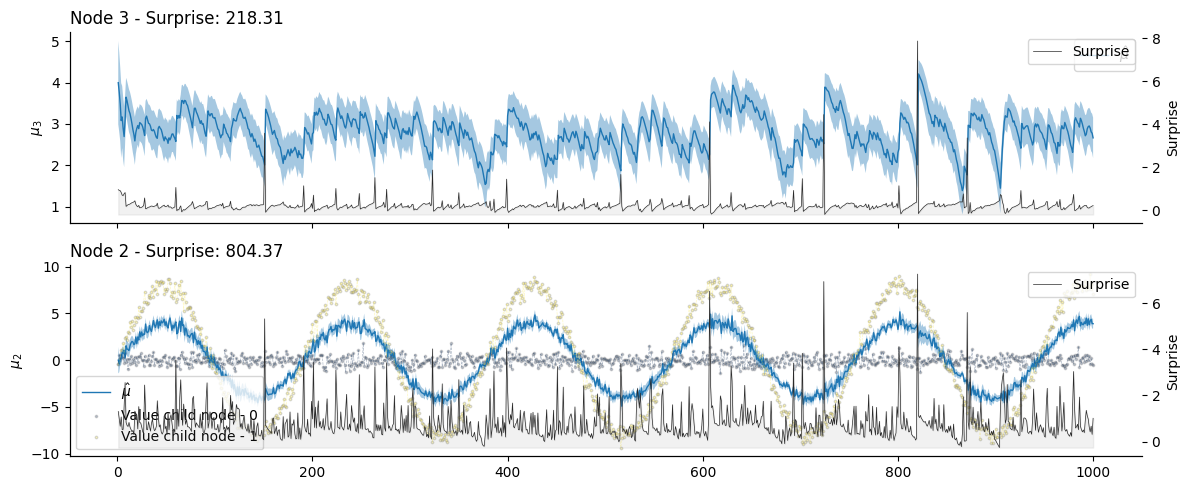 Node 3 - Surprise: 218.31
5
4
3
2
1
μ3
Surprise
μ̂
8
6
4
2
0
Surprise
Node 2 - Surprise: 804.37
10
5
0
−5
−10
μ2
Surprise
μ̂
Value child node - 0
Value child node - 1
6
4
2
0
Surprise
0
200
400
600
800
1000